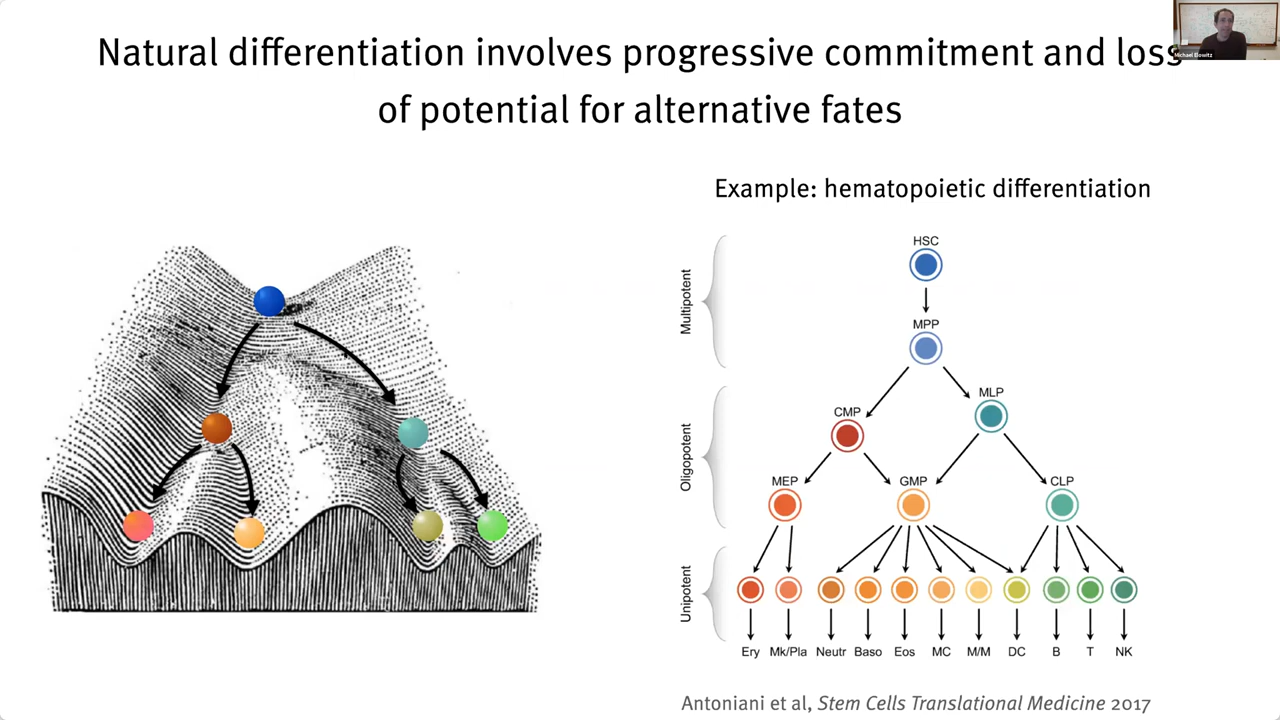 Natural differentiation involves progressive commitment and loss
of potential for alternative fates
Michael Elowitz
Example: hematopoietic differentiation
HSC
Multipotent
MPP
MLP
CMP
Oligopotent
MEP GMP CLP
Unipotent
Ery Mk/Pla Neutr Baso Eos MC M/M DC B T NK
Antoniani et al, Stem Cells Translational Medicine 2017